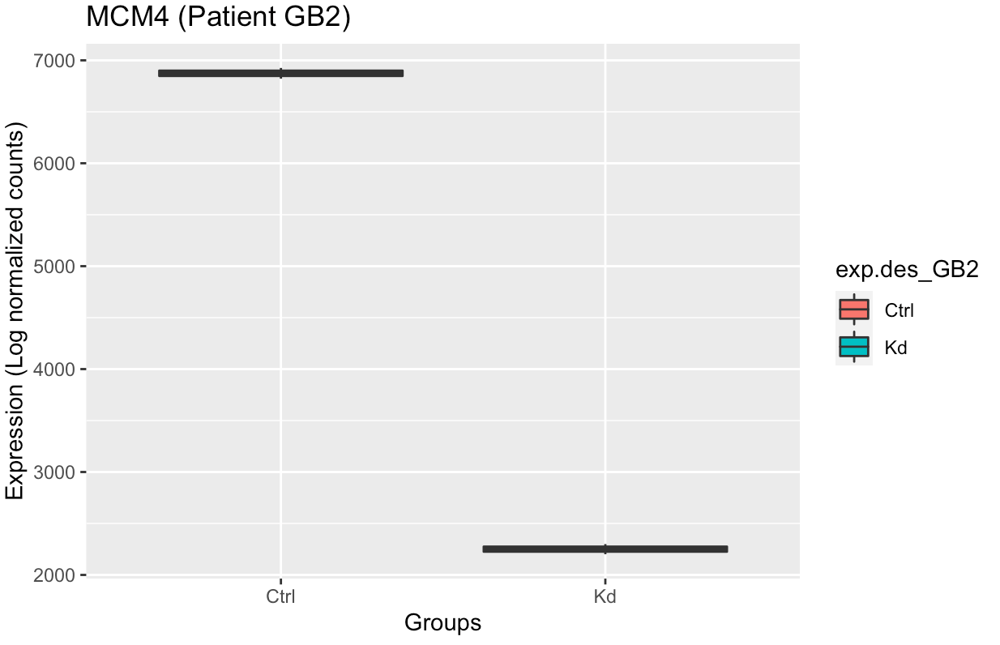 MCM4 (Patient GB2)
Expression (Log normalized counts)
7000
6000
5000
4000
3000
2000
Ctrl
Kd
Groups
exp.des_GB2
Ctrl
Kd